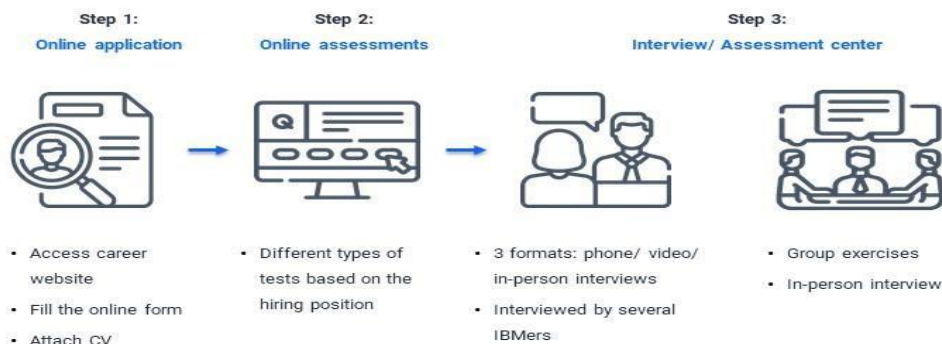 Step 1:
Online application
Step 2:
Online assessments
Step 3:
Interview/ Assessment center
Q
• Access career
website
• Fill the online form
• Attach CV
• Different types of
tests based on the
hiring position
• 3 formats: phone/ video/
in-person interviews
• Interviewed by several
IBMers
• Group exercises
• In-person interview